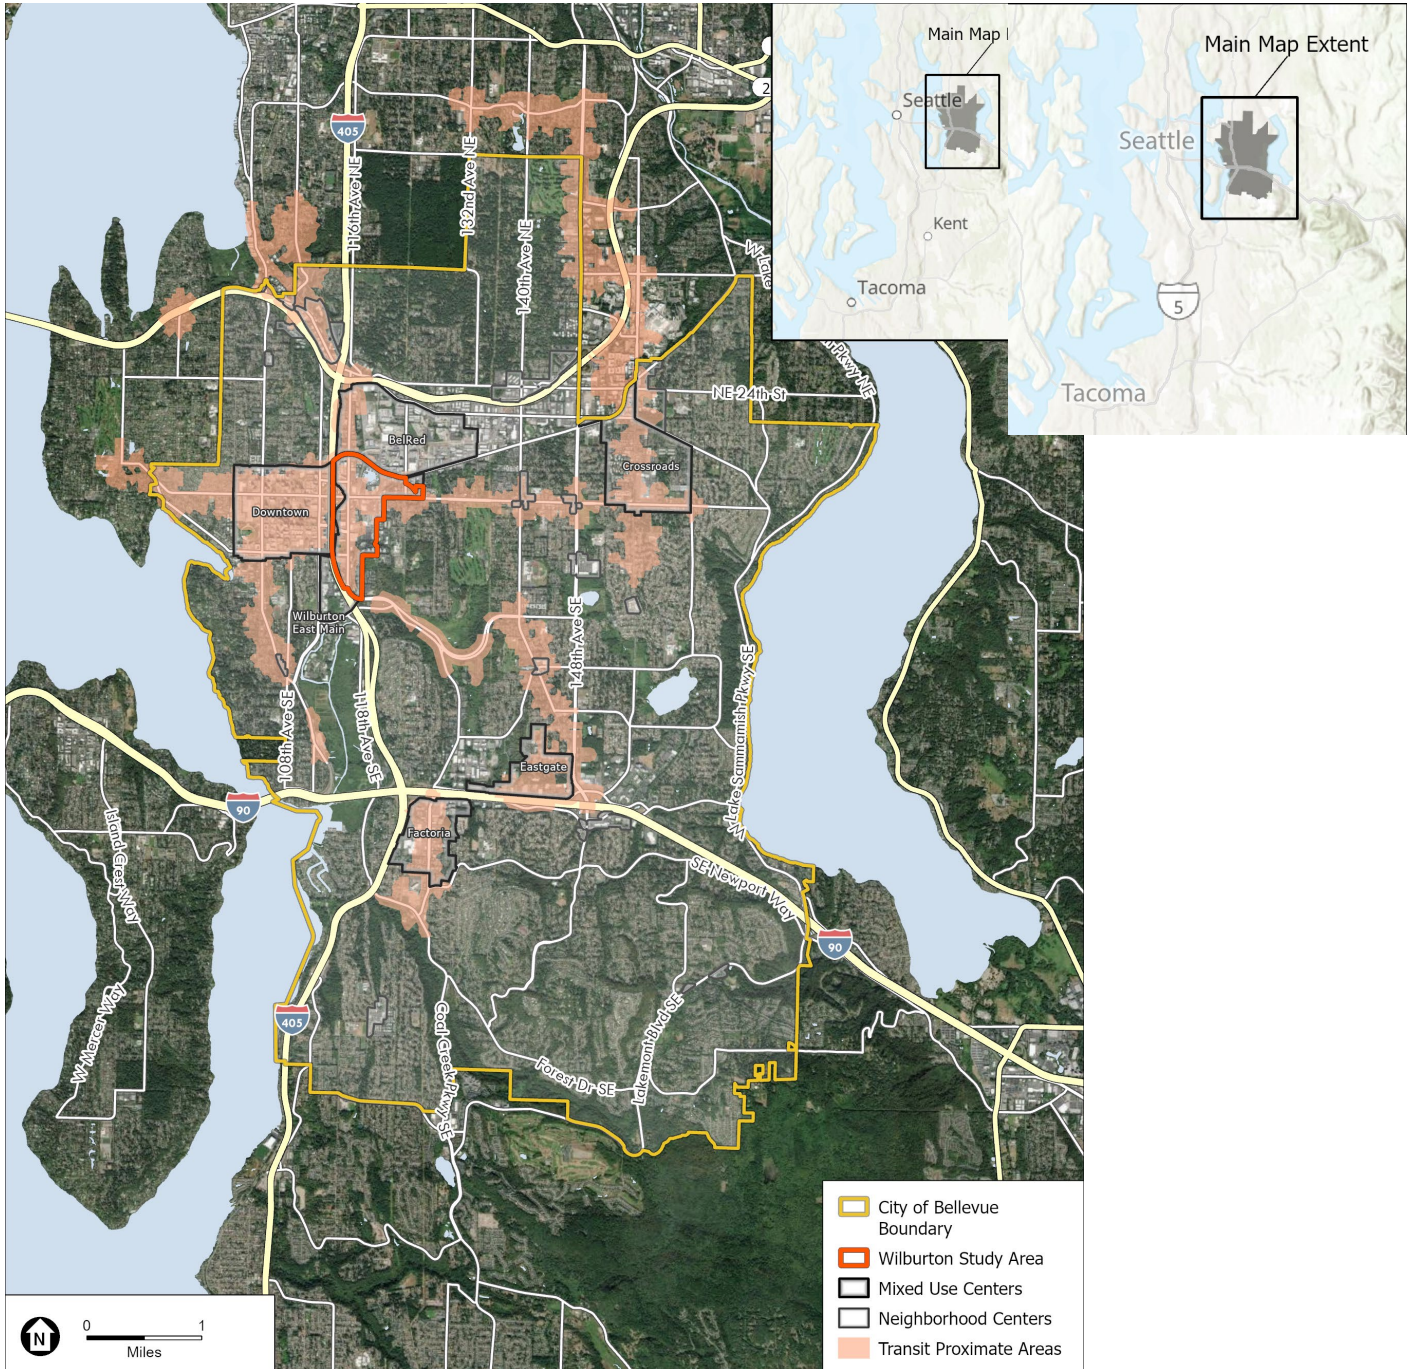 Main Map
Seattle
Kent
Tacoma
Main Map Extent
Seattle
5
Tacoma
405
116th Ave NE
132nd Ave NE
140th Ave NE
W Lake
Pkwy NE
2
NE 24th St
BelRed
Crossroads
Downtown
Wilburton
East Main
148th Ave SE
108th Ave SE
118th Ave SE
W Lake Sammamish Pkwy SE
Eastgate
90
Factoria
Island Crest Way
SE Newport Way
90
W Mercer Way
405
Coal Creek Pkwy SE
Forest Dr SE
Lakemont Blvd SE
City of Bellevue
Boundary
Wilburton Study Area
Mixed Use Centers
Neighborhood Centers
Transit Proximate Areas
N
0 1
Miles